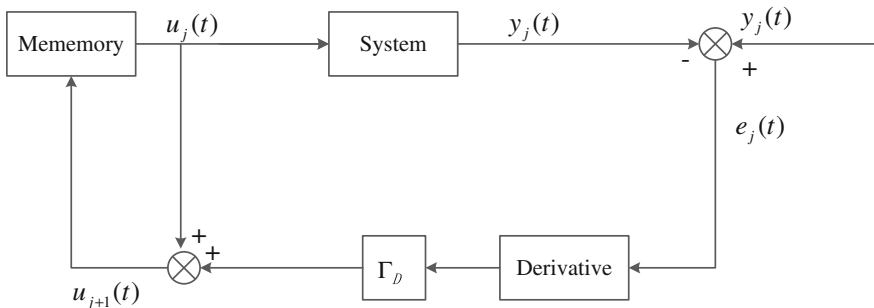 Mememory
u_j(t)
System
y_j(t)
-
+
y_j(t)
e_j(t)
+
+
Γ_D
Derivative
u_{j+1}(t)